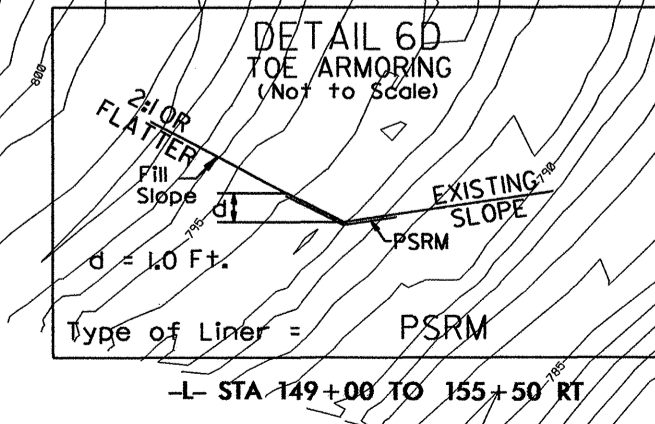 DETAIL 6D
TOE ARMORING
(Not to Scale)
800
2:1 OR
FLATTER
Fill
Slope
d
795
790
EXISTING
SLOPE
PSRM
d = 1.0 Ft.
Type of Liner = PSRM
785
-L- STA 149+00 TO 155+50 RT